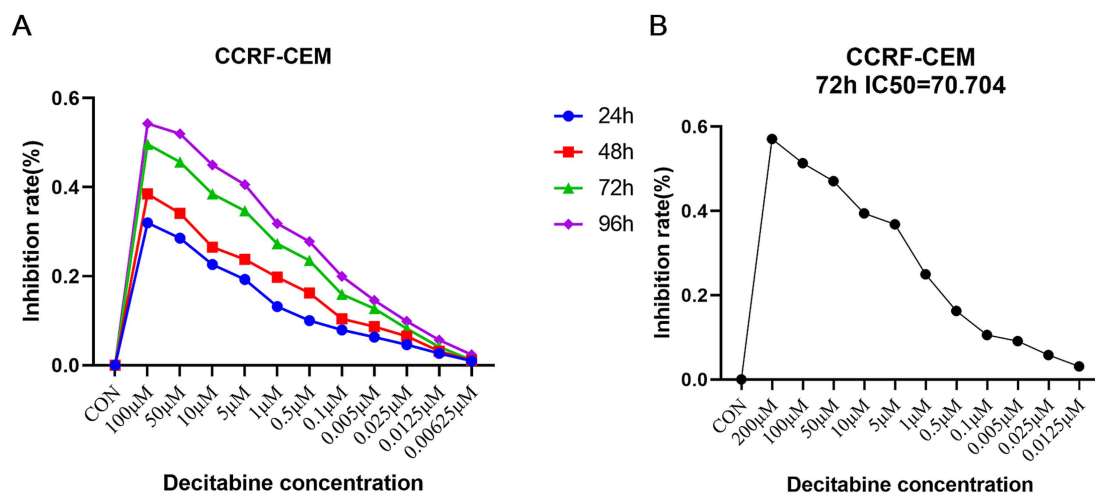 A
CCRF-CEM
Inhibition rate(%)
0.6
0.4
0.2
0.0
CON
100μM
50μM
10μM
5μM
1μM
0.5μM
0.1μM
0.005μM
0.025μM
0.0125μM
0.00625μM
Decitabine concentration
24h
48h
72h
96h
B
CCRF-CEM
72h IC50=70.704
Inhibition rate(%)
0.6
0.4
0.2
0.0
CON
200μM
100μM
50μM
10μM
5μM
1μM
0.5μM
0.1μM
0.005μM
0.025μM
0.0125μM
Decitabine concentration